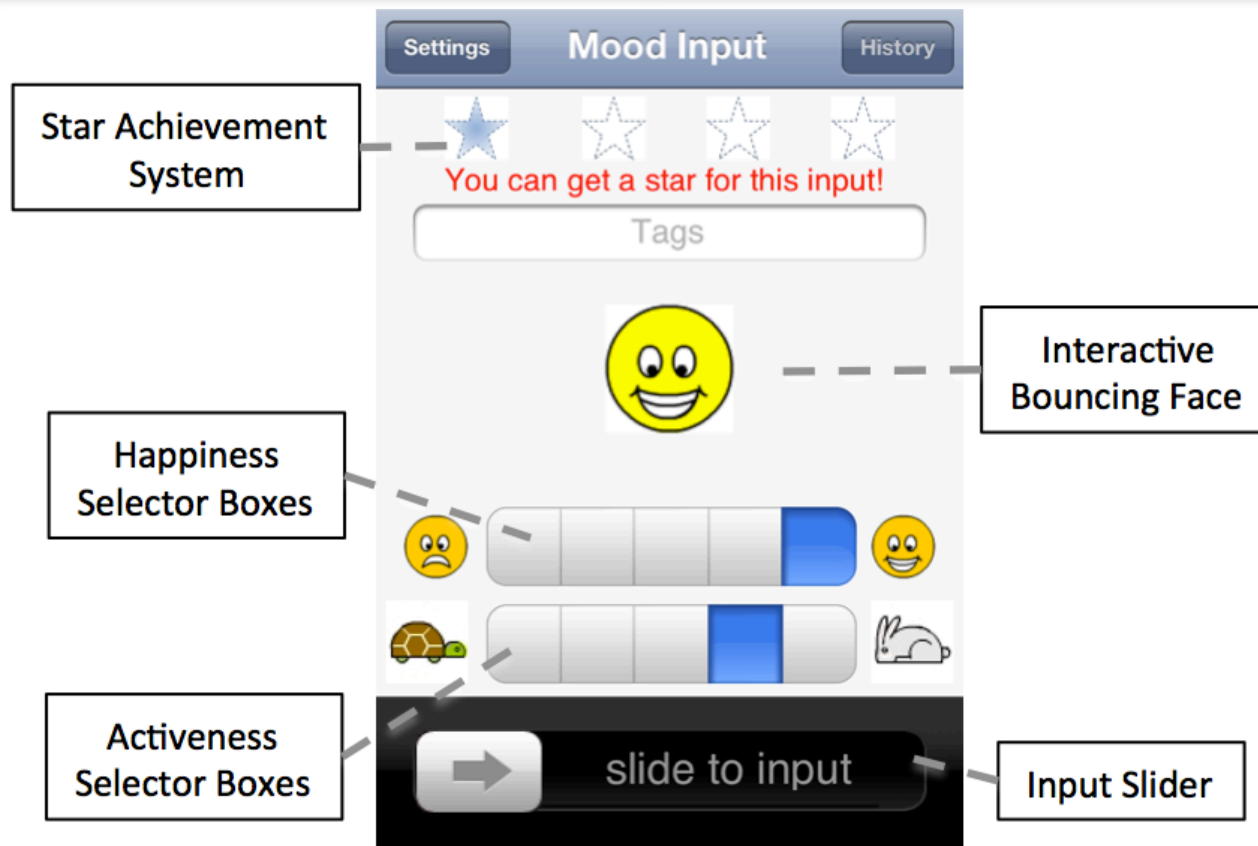 Settings
Mood Input
History
Star Achievement
System
You can get a star for this input!
Tags
Interactive
Bouncing Face
Happiness
Selector Boxes
Activeness
Selector Boxes
slide to input
Input Slider